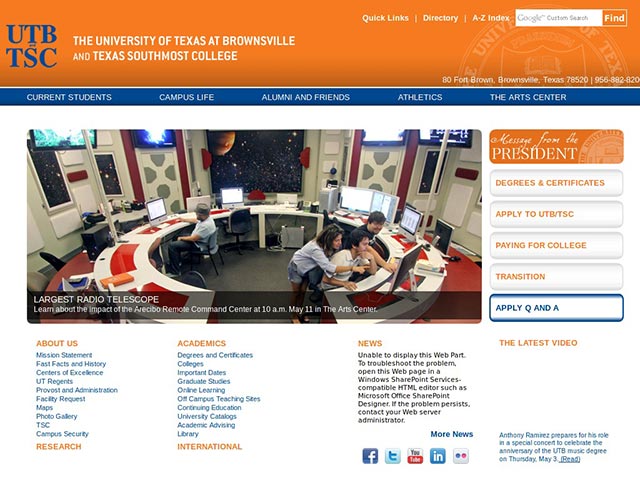 Quick Links | Directory | A-Z Index Google™ Custom Search Find
UTB
TSC
THE UNIVERSITY OF TEXAS AT BROWNSVILLE
AND TEXAS SOUTHMOST COLLEGE
80 Fort Brown, Brownsville, Texas 78520 | 956-882-820
CURRENT STUDENTS CAMPUS LIFE ALUMNI AND FRIENDS ATHLETICS THE ARTS CENTER
Message from the
PRESIDENT
DEGREES & CERTIFICATES
APPLY TO UTB/TSC
PAYING FOR COLLEGE
TRANSITION
APPLY Q AND A
LARGEST RADIO TELESCOPE
Learn about the impact of the Arecibo Remote Command Center at 10 a.m. May 11 in The Arts Center.
ABOUT US
Mission Statement
Fast Facts and History
Centers of Excellence
UT Regents
Provost and Administration
Facility Request
Maps
Photo Gallery
TSC
Campus Security
RESEARCH
ACADEMICS
Degrees and Certificates
Colleges
Important Dates
Graduate Studies
Online Learning
Off Campus Teaching Sites
Continuing Education
University Catalogs
Academic Advising
Library
INTERNATIONAL
NEWS
Unable to display this Web Part.
To troubleshoot the problem,
open this Web page in a
Windows SharePoint Services-
compatible HTML editor such as
Microsoft Office SharePoint
Designer. If the problem persists,
contact your Web server
administrator.
More News
You
Tube
in
THE LATEST VIDEO
Anthony Ramirez prepares for his role
in a special concert to celebrate the
anniversary of the UTB music degree
on Thursday, May 3. (Read)